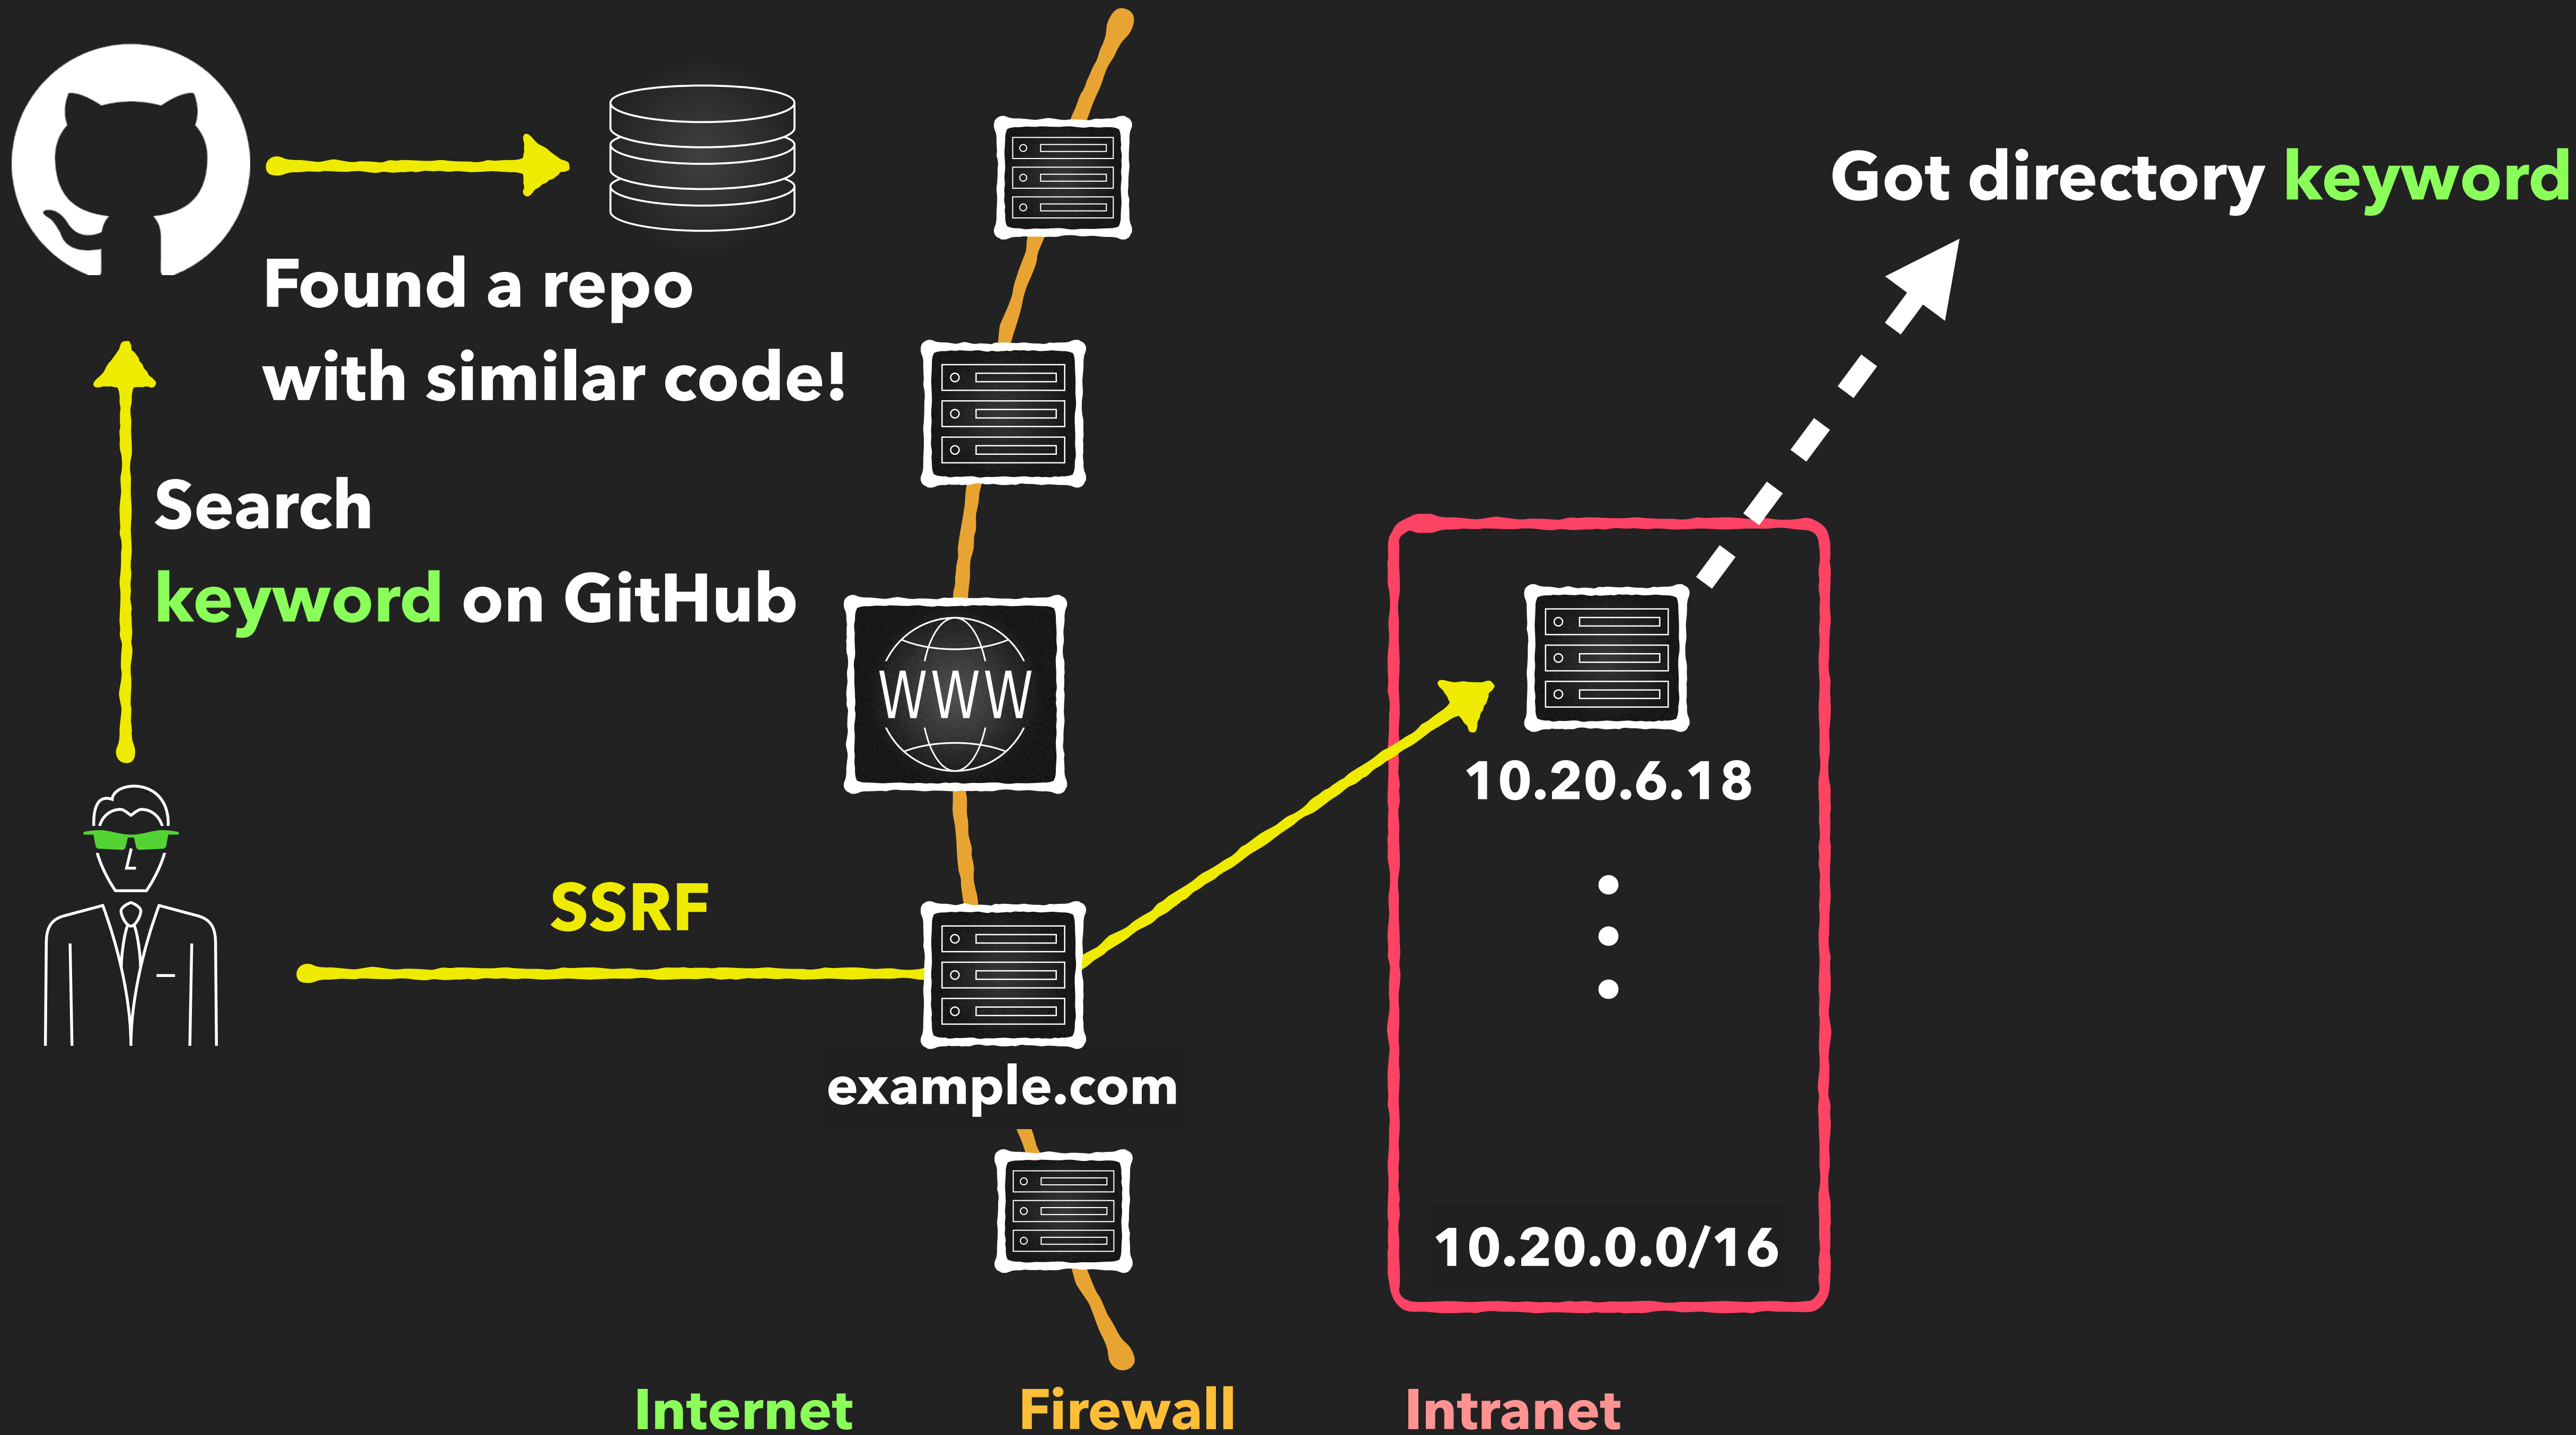 Got directory keyword
Found a repo
with similar code!
Search
keyword on GitHub
WWW
10.20.6.18
SSRF
example.com
10.20.0.0/16
Internet
Firewall
Intranet